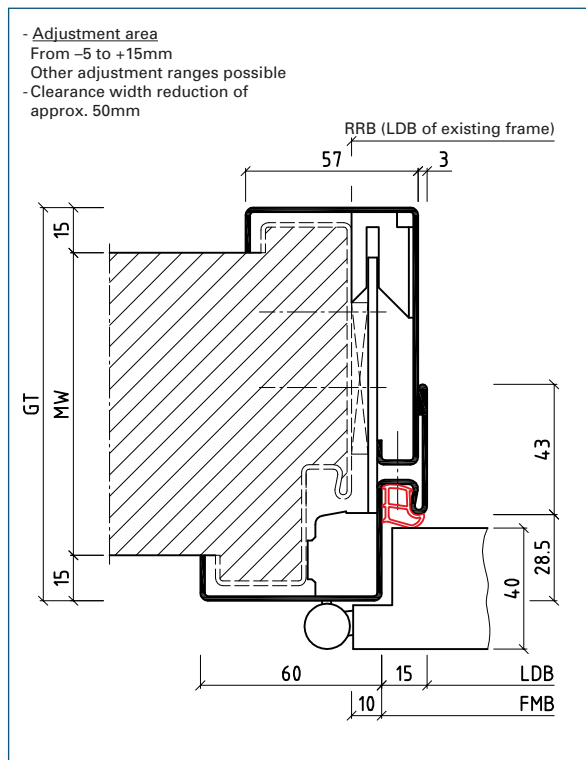 - Adjustment area
From –5 to +15mm
Other adjustment ranges possible
- Clearance width reduction of
approx. 50mm
RRB (LDB of existing frame)
57
3
15
GT
MW
43
28.5
40
15
60
15
LDB
10
FMB